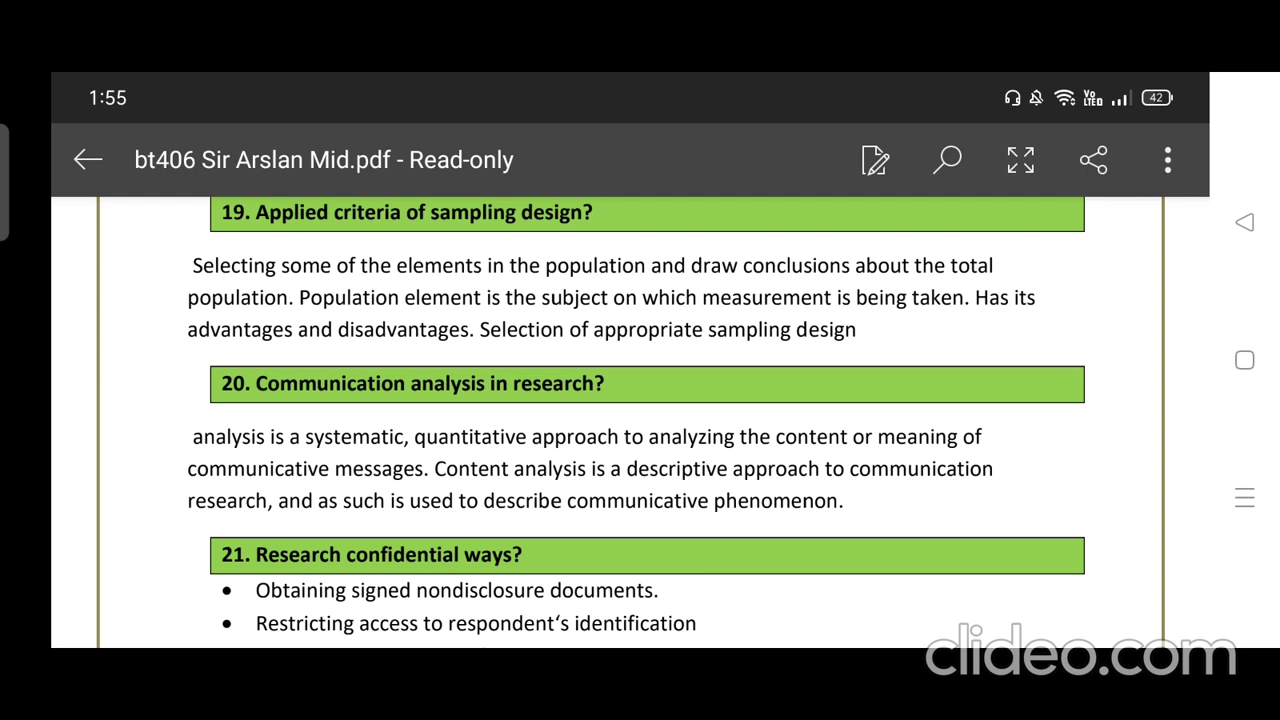 1:55
Vo LTED
42
bt406 Sir Arslan Mid.pdf - Read-only
19. Applied criteria of sampling design?
Selecting some of the elements in the population and draw conclusions about the total
population. Population element is the subject on which measurement is being taken. Has its
advantages and disadvantages. Selection of appropriate sampling design
20. Communication analysis in research?
analysis is a systematic, quantitative approach to analyzing the content or meaning of
communicative messages. Content analysis is a descriptive approach to communication
research, and as such is used to describe communicative phenomenon.
21. Research confidential ways?
• Obtaining signed nondisclosure documents.
• Restricting access to respondent‘s identification
clideo.com